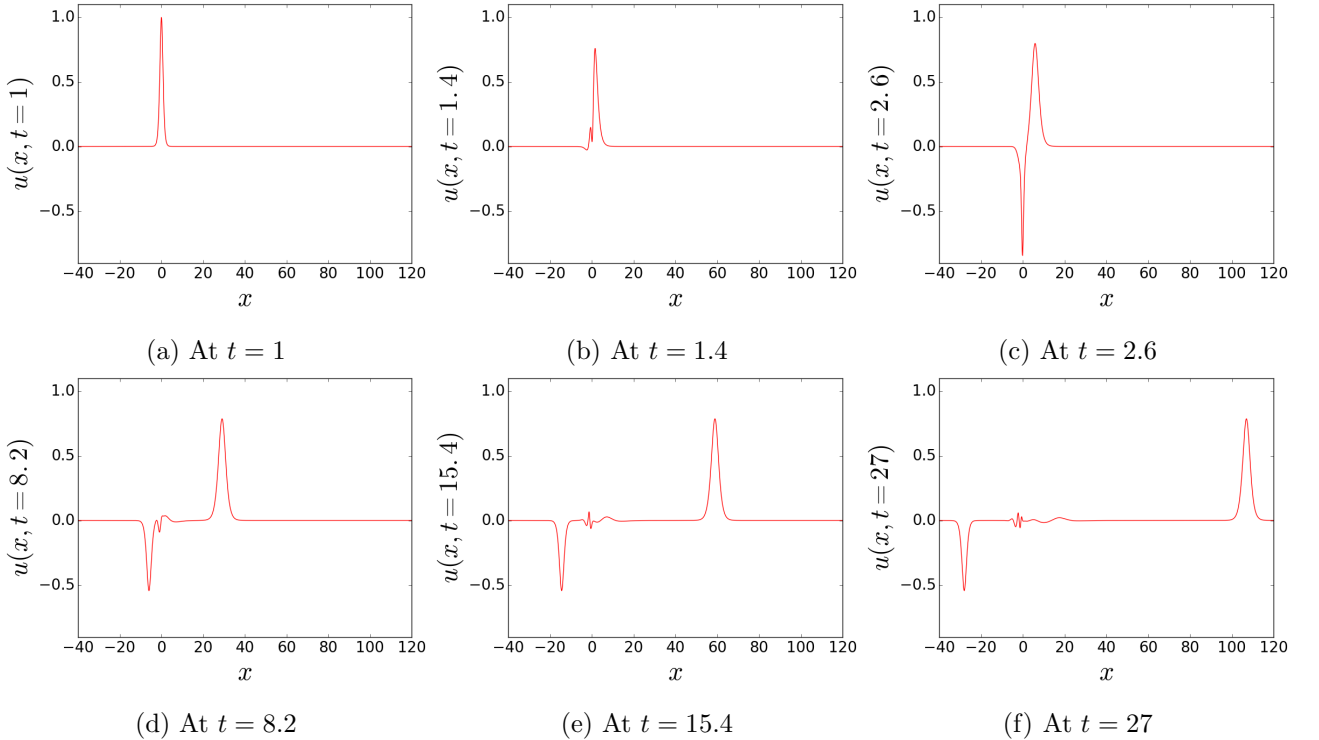 1.0
0.5
0.0
−0.5
u(x, t = 1)
−40 −20 0 20 40 60 80 100 120
x
(a) At t = 1
1.0
0.5
0.0
−0.5
u(x, t = 1.4)
−40 −20 0 20 40 60 80 100 120
x
(b) At t = 1.4
1.0
0.5
0.0
−0.5
u(x, t = 2.6)
−40 −20 0 20 40 60 80 100 120
x
(c) At t = 2.6
1.0
0.5
0.0
−0.5
u(x, t = 8.2)
−40 −20 0 20 40 60 80 100 120
x
(d) At t = 8.2
1.0
0.5
0.0
−0.5
u(x, t = 15.4)
−40 −20 0 20 40 60 80 100 120
x
(e) At t = 15.4
1.0
0.5
0.0
−0.5
u(x, t = 27)
−40 −20 0 20 40 60 80 100 120
x
(f) At t = 27